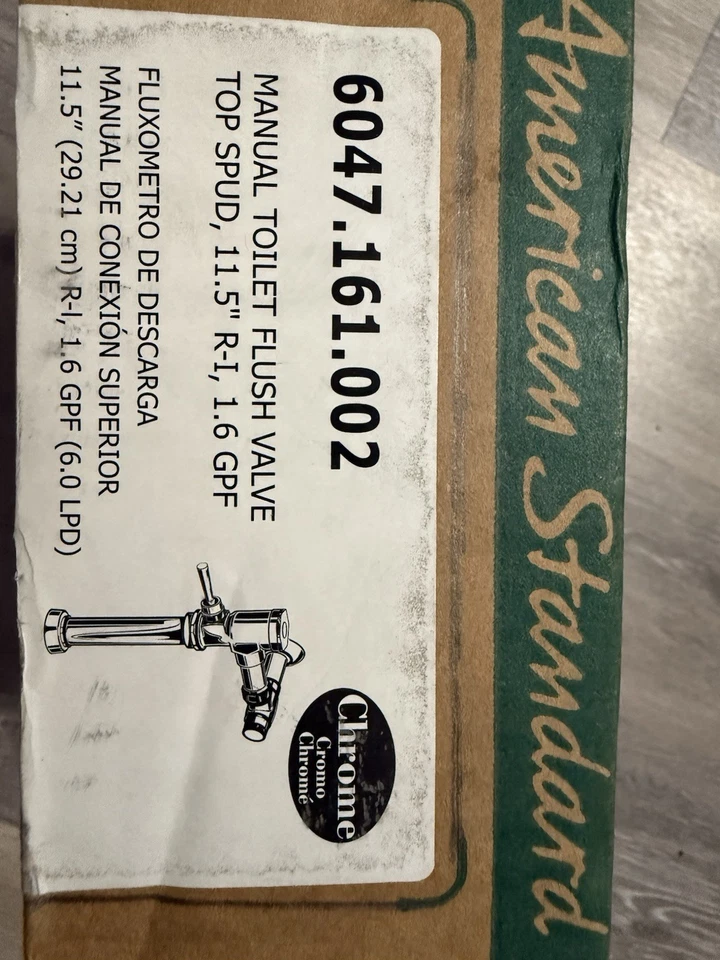 American Standard
6047.161.002
MANUAL TOILET FLUSH VALVE
TOP SPUD, 11.5" R-I, 1.6 GPF
FLUXOMETRO DE DESCARGA
MANUAL DE CONEXIÓN SUPERIOR
11.5" (29.21 cm) R-I, 1.6 GPF (6.0 LPD)
Chrome
Cromo
Chromé